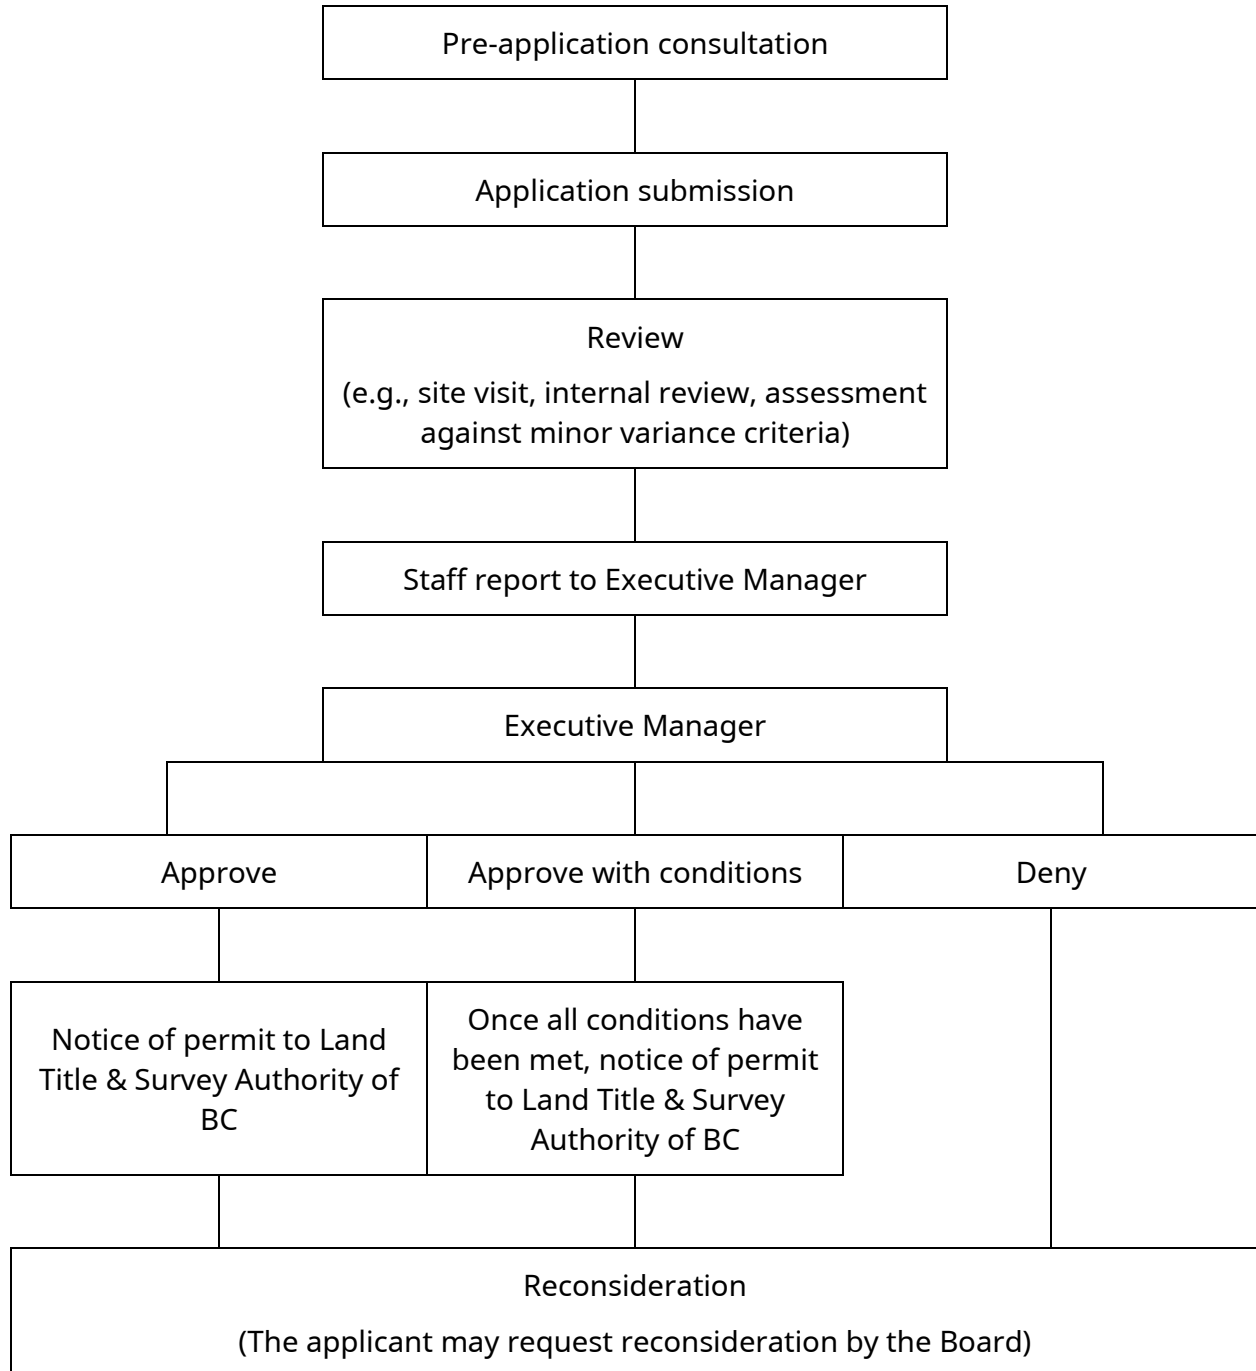 Pre-application consultation
Application submission
Review
(e.g., site visit, internal review, assessment
against minor variance criteria)
Staff report to Executive Manager
Executive Manager
Approve
Approve with conditions
Deny
Notice of permit to Land
Title & Survey Authority of
BC
Once all conditions have
been met, notice of permit
to Land Title & Survey
Authority of BC
Reconsideration
(The applicant may request reconsideration by the Board)